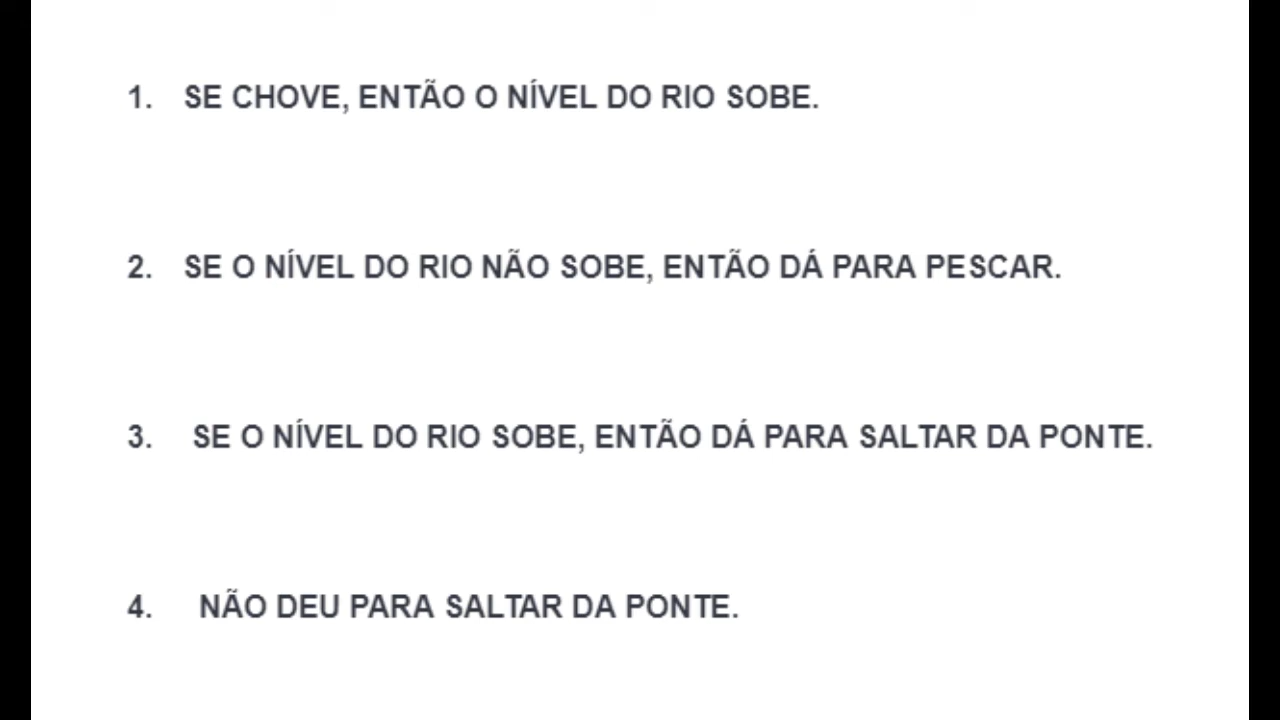 1. SE CHOVE, ENTÃO O NÍVEL DO RIO SOBE.
2. SE O NÍVEL DO RIO NÃO SOBE, ENTÃO DÁ PARA PESCAR.
3. SE O NÍVEL DO RIO SOBE, ENTÃO DÁ PARA SALTAR DA PONTE.
4. NÃO DEU PARA SALTAR DA PONTE.